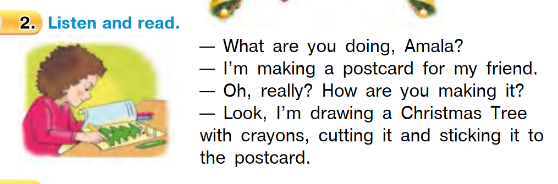 2. Listen and read.
— What are you doing, Amala?
— I'm making a postcard for my friend.
— Oh, really? How are you making it?
— Look, I'm drawing a Christmas Tree
with crayons, cutting it and sticking it to
the postcard.